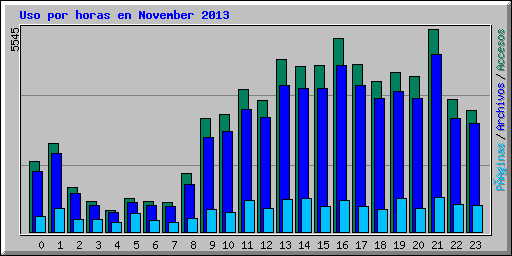 Uso por horas en November 2013
5545
Pãginas / Archivos / Accesos
0 1 2 3 4 5 6 7 8 9 10 11 12 13 14 15 16 17 18 19 20 21 22 23